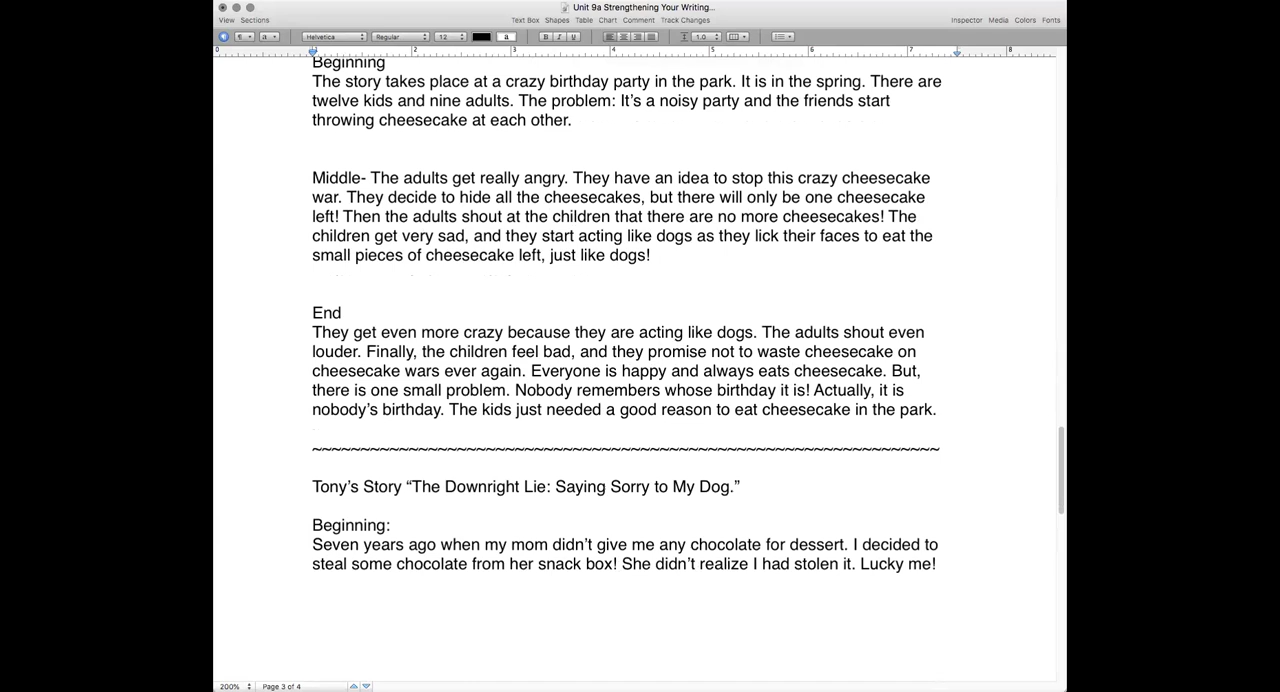 Unit 9a Strengthening Your Writing...
View Sections Text Box Shapes Table Chart Comment Track Changes Inspector Media Colors Fonts
¶ a Helvetica Regular 12 a B I U 1.0
0 1 2 3 4 5 6 7 8
Beginning
The story takes place at a crazy birthday party in the park. It is in the spring. There are
twelve kids and nine adults. The problem: It’s a noisy party and the friends start
throwing cheesecake at each other.
Middle- The adults get really angry. They have an idea to stop this crazy cheesecake
war. They decide to hide all the cheesecakes, but there will only be one cheesecake
left! Then the adults shout at the children that there are no more cheesecakes! The
children get very sad, and they start acting like dogs as they lick their faces to eat the
small pieces of cheesecake left, just like dogs!
End
They get even more crazy because they are acting like dogs. The adults shout even
louder. Finally, the children feel bad, and they promise not to waste cheesecake on
cheesecake wars ever again. Everyone is happy and always eats cheesecake. But,
there is one small problem. Nobody remembers whose birthday it is! Actually, it is
nobody’s birthday. The kids just needed a good reason to eat cheesecake in the park.
~~~~~~~~~~~~~~~~~~~~~~~~~~~~~~~~~~~~~~~~~~~~~~~~~~~~~~~~~~~~~~~~~
Tony’s Story “The Downright Lie: Saying Sorry to My Dog.”
Beginning:
Seven years ago when my mom didn’t give me any chocolate for dessert. I decided to
steal some chocolate from her snack box! She didn’t realize I had stolen it. Lucky me!
200% Page 3 of 4